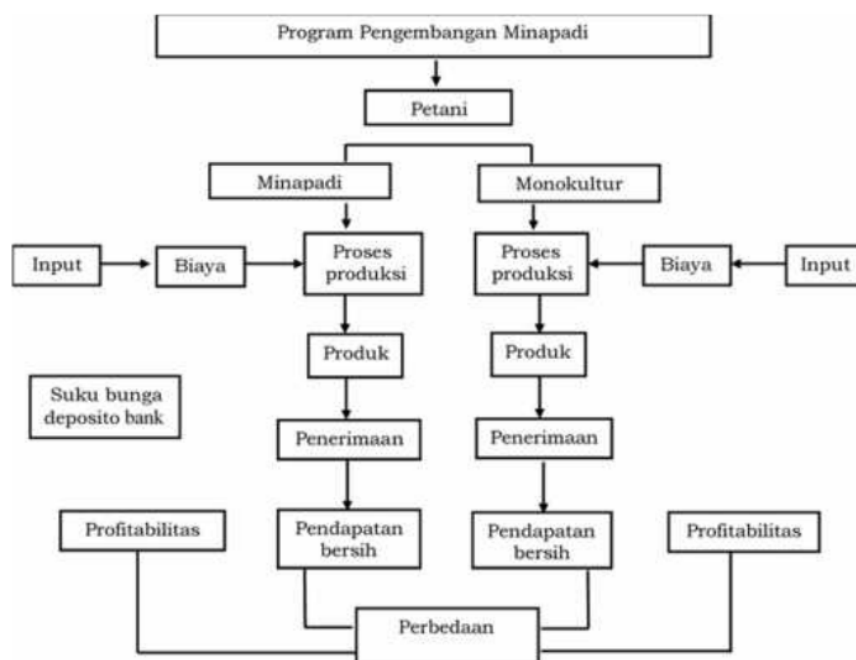 Program Pengembangan Minapadi
Petani
Minapadi
Monokultur
Input
Biaya
Proses
produksi
Proses
produksi
Biaya
Input
Produk
Produk
Suku bunga
deposito bank
Penerimaan
Penerimaan
Profitabilitas
Pendapatan
bersih
Pendapatan
bersih
Profitabilitas
Perbedaan